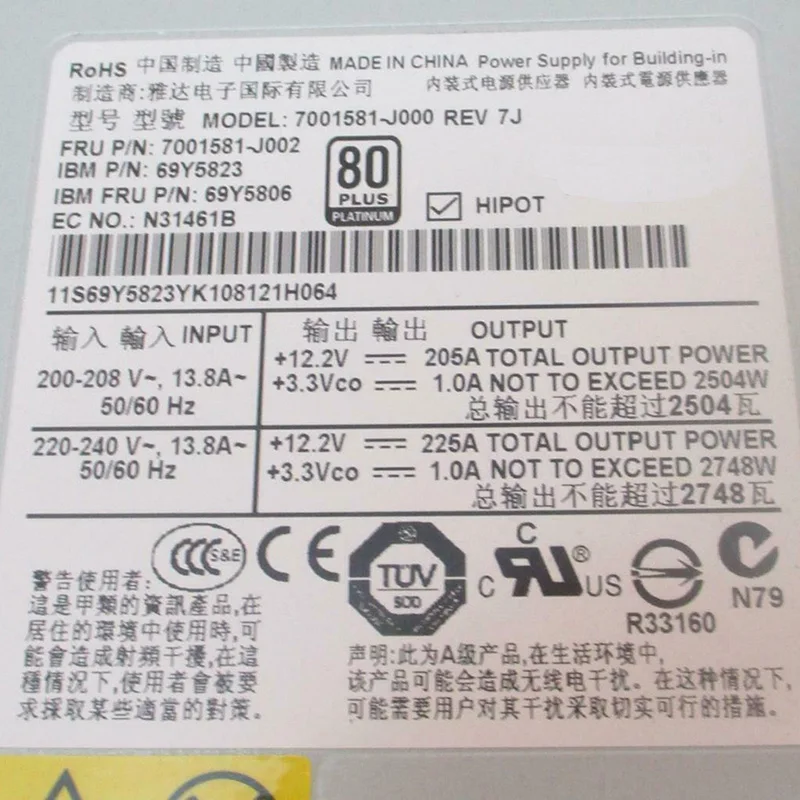 RoHS 中国制造 中國製造 MADE IN CHINA Power Supply for Building-in
制造商:雅达电子国际有限公司 内装式电源供应器 內裝式電源供應器
型号 型號 MODEL: 7001581-J000 REV 7J
FRU P/N: 7001581-J002
IBM P/N: 69Y5823
IBM FRU P/N: 69Y5806
EC NO.: N31461B
80
PLUS
PLATINUM
HIPOT
11S69Y5823YK108121H064
输入 輸入 INPUT
200-208 V~, 13.8A~
50/60 Hz
输出 輸出 OUTPUT
+12.2V 205A TOTAL OUTPUT POWER
+3.3Vco 1.0A NOT TO EXCEED 2504W
总输出不能超过2504瓦
220-240 V~, 13.8A~
50/60 Hz
+12.2V 225A TOTAL OUTPUT POWER
+3.3Vco 1.0A NOT TO EXCEED 2748W
总输出不能超过2748瓦
CCC S&E
CE
TUV
SUD
C RU ® US
C
R33160
N79
警告使用者:
這是甲類的資訊產品,在
居住的環境中使用時,可
能會造成射頻干擾,在這
種情況下,使用者會被要
求採取某些適當的對策。
声明:此为A级产品,在生活环境中,
该产品可能会造成无线电干扰。在这种情况下,
可能需要用户对其干扰采取切实可行的措施。